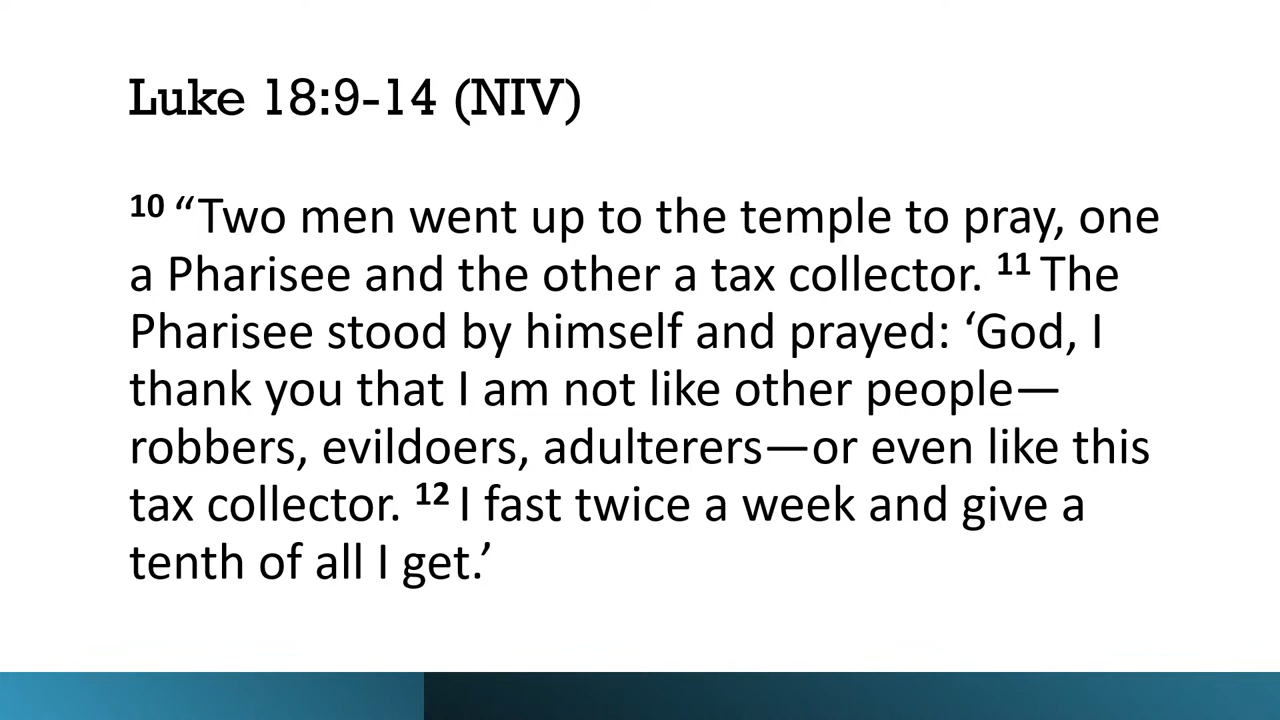 Luke 18:9-14 (NIV)
10 “Two men went up to the temple to pray, one
a Pharisee and the other a tax collector. 11 The
Pharisee stood by himself and prayed: ‘God, I
thank you that I am not like other people—
robbers, evildoers, adulterers—or even like this
tax collector. 12 I fast twice a week and give a
tenth of all I get.’